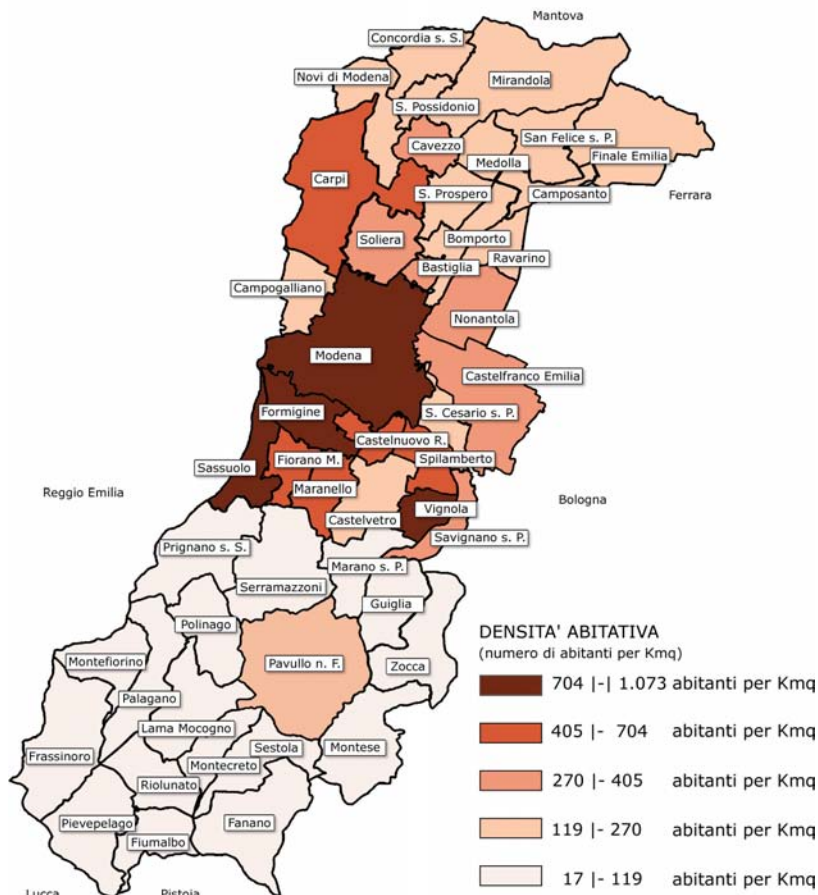 Mantova
Concordia s. S.
Novi di Modena
Mirandola
S. Possidonio
San Felice s. P.
Cavezzo
Finale Emilia
Medolla
Carpi
S. Prospero
Camposanto
Ferrara
Soliera
Bomporto
Ravarino
Bastiglia
Campogalliano
Nonantola
Modena
Castelfranco Emilia
Formigine
S. Cesario s. P.
Castelnuovo R.
Fiorano M.
Spilamberto
Sassuolo
Maranello
Reggio Emilia
Bologna
Vignola
Castelvetro
Savignano s. P.
Prignano s. S.
Marano s. P.
Serramazzoni
Guiglia
Polinago
Montefiorino
Pavullo n. F.
Zocca
Palagano
Lama Mocogno
Sestola
Montese
Frassinoro
Montecreto
Riolunato
Pievepelago
Fanano
Fiumalbo
Lucca
Pistoia
DENSITA' ABITATIVA
(numero di abitanti per Kmq)
704 |-| 1.073 abitanti per Kmq
405 |- 704 abitanti per Kmq
270 |- 405 abitanti per Kmq
119 |- 270 abitanti per Kmq
17 |- 119 abitanti per Kmq